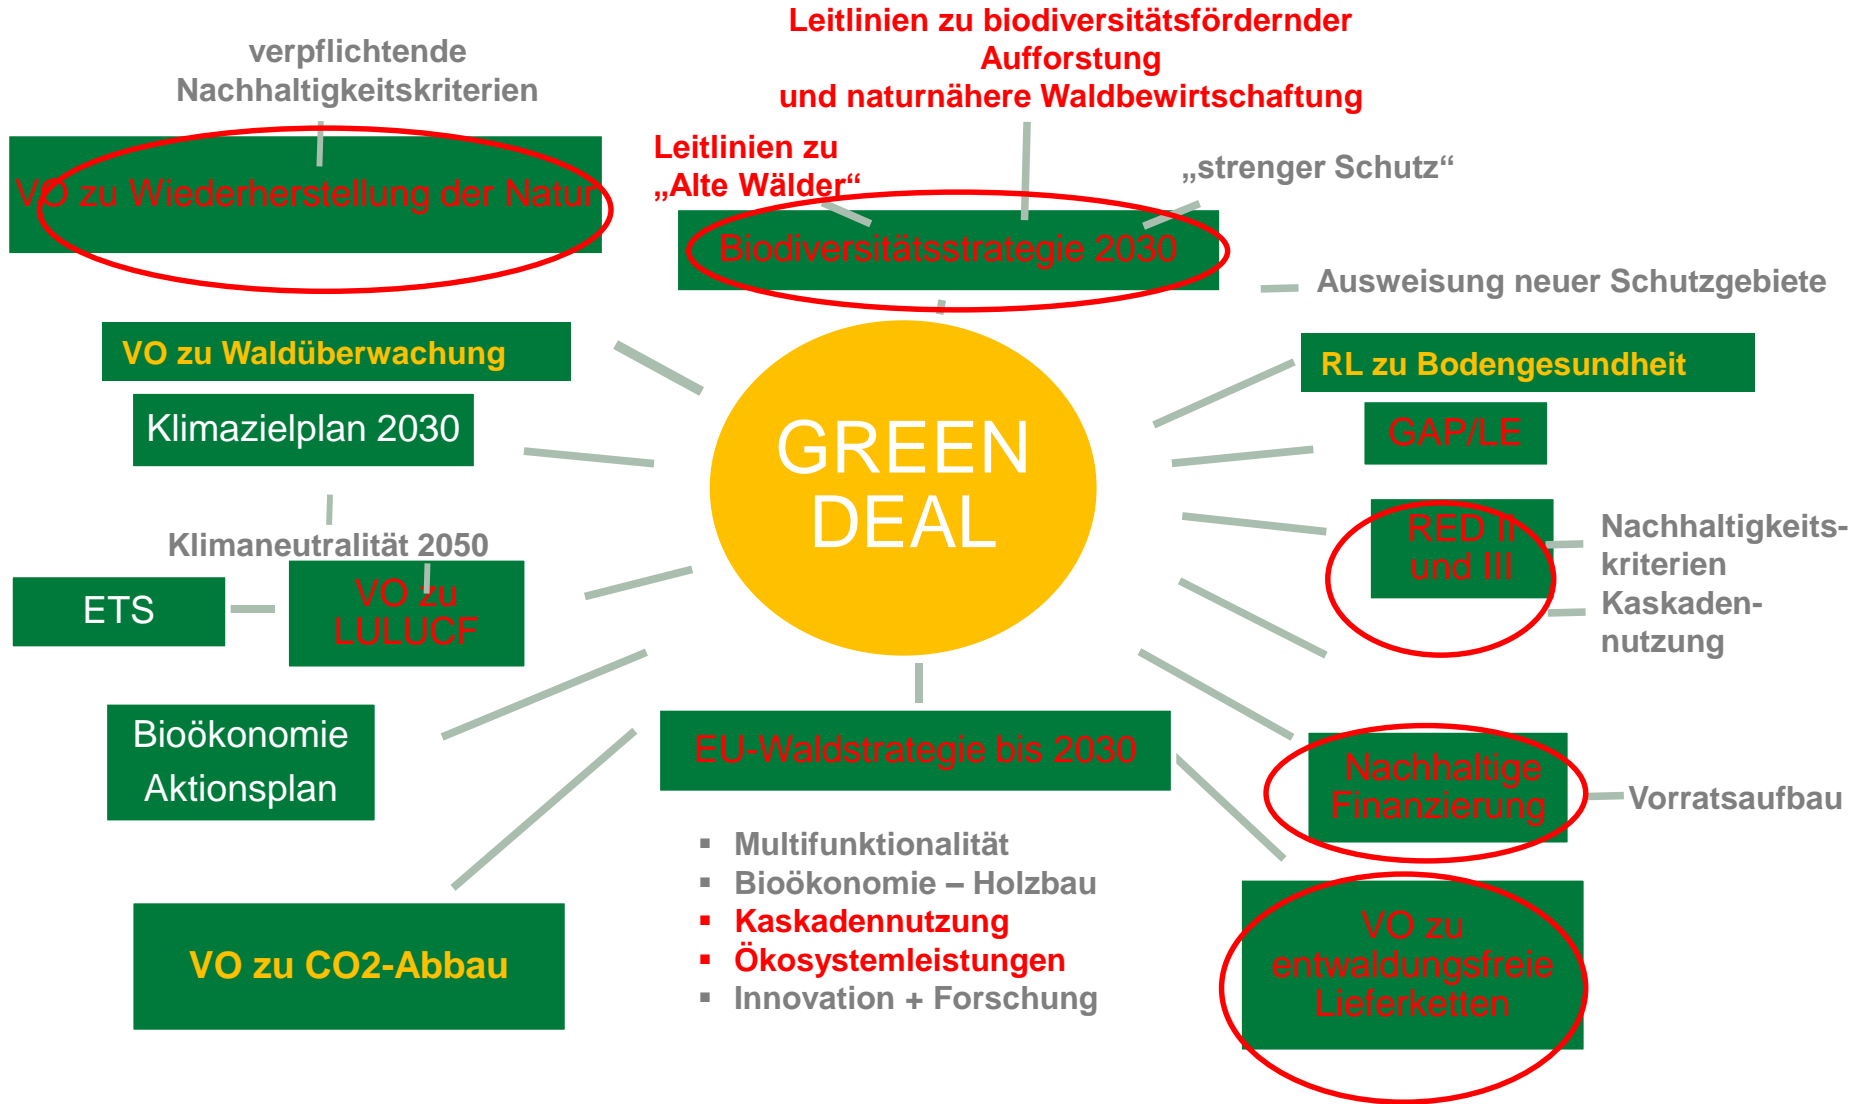 Leitlinien zu biodiversitätsfördernder
Aufforstung
und naturnähere Waldbewirtschaftung
verpflichtende
Nachhaltigkeitskriterien
Leitlinien zu
„Alte Wälder“
„strenger Schutz“
VO zu Wiederherstellung der Natur
Biodiversitätsstrategie 2030
Ausweisung neuer Schutzgebiete
VO zu Waldüberwachung
RL zu Bodengesundheit
Klimazielplan 2030
GAP/LE
GREEN
DEAL
Klimaneutralität 2050
RED II
und III
Nachhaltigkeits-
kriterien
Kaskaden-
nutzung
ETS
VO zu
LULUCF
Bioökonomie
Aktionsplan
EU-Waldstrategie bis 2030
Nachhaltige
Finanzierung
Vorratsaufbau
▪ Multifunktionalität
▪ Bioökonomie – Holzbau
▪ Kaskadennutzung
▪ Ökosystemleistungen
▪ Innovation + Forschung
VO zu CO2-Abbau
VO zu
entwaldungsfreie
Lieferketten